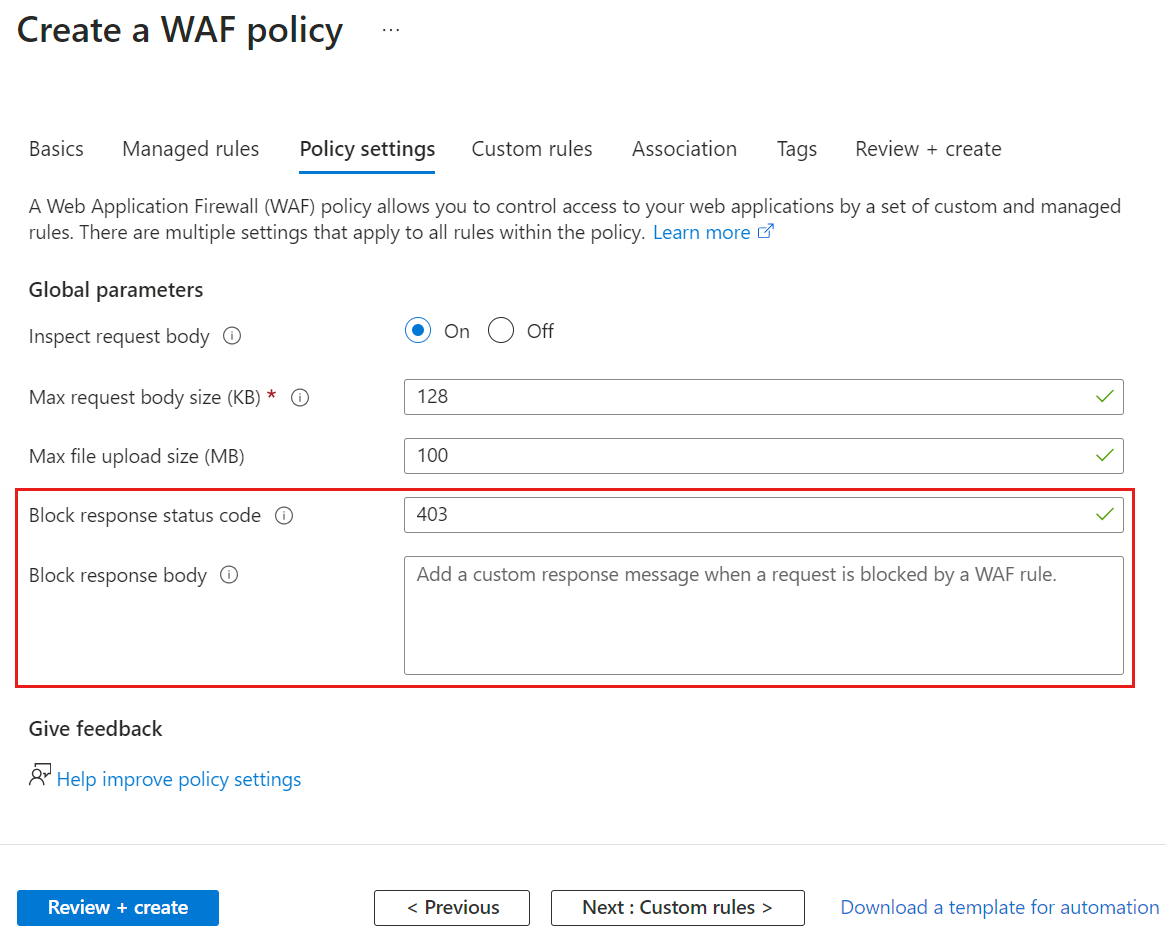 Create a WAF policy ...
Basics Managed rules Policy settings Custom rules Association Tags Review + create
A Web Application Firewall (WAF) policy allows you to control access to your web applications by a set of custom and managed
rules. There are multiple settings that apply to all rules within the policy. Learn more
Global parameters
Inspect request body On Off
Max request body size (KB) * 128
Max file upload size (MB) 100
Block response status code 403
Block response body Add a custom response message when a request is blocked by a WAF rule.
Give feedback
Help improve policy settings
Review + create < Previous Next : Custom rules > Download a template for automation